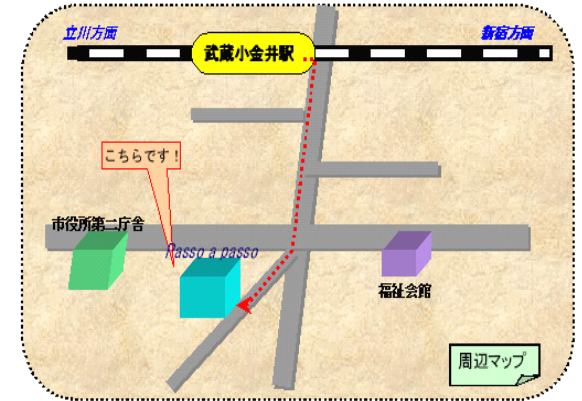 立川方面
新宿方面
武蔵小金井駅
こちらです！
市役所第二庁舎
Passo a passo
福祉会館
周辺マップ